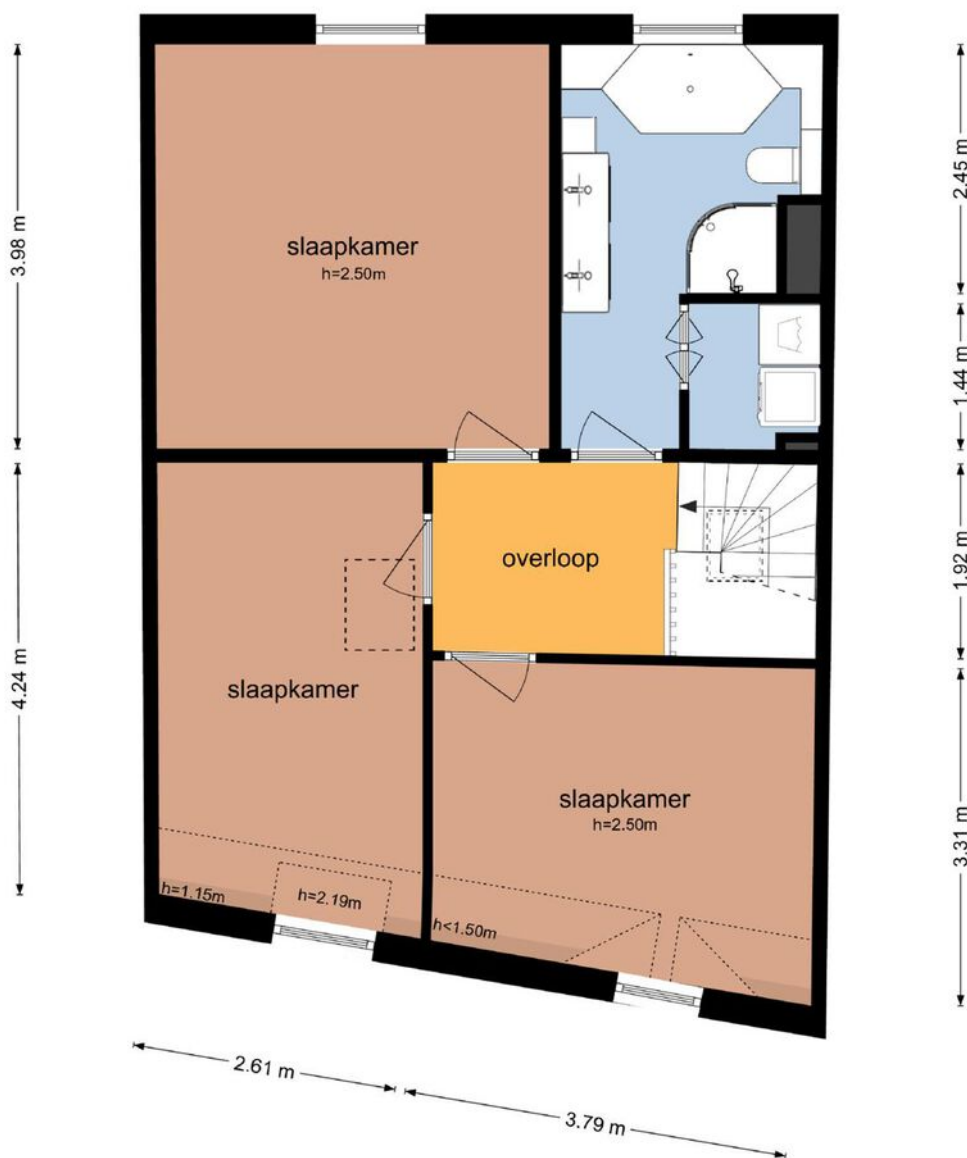 3.98 m
4.24 m
slaapkamer
h=2.50m
2.45 m
1.44 m
1.92 m
3.31 m
overloop
slaapkamer
slaapkamer
h=2.50m
h=1.15m
h=2.19m
h<1.50m
2.61 m
3.79 m